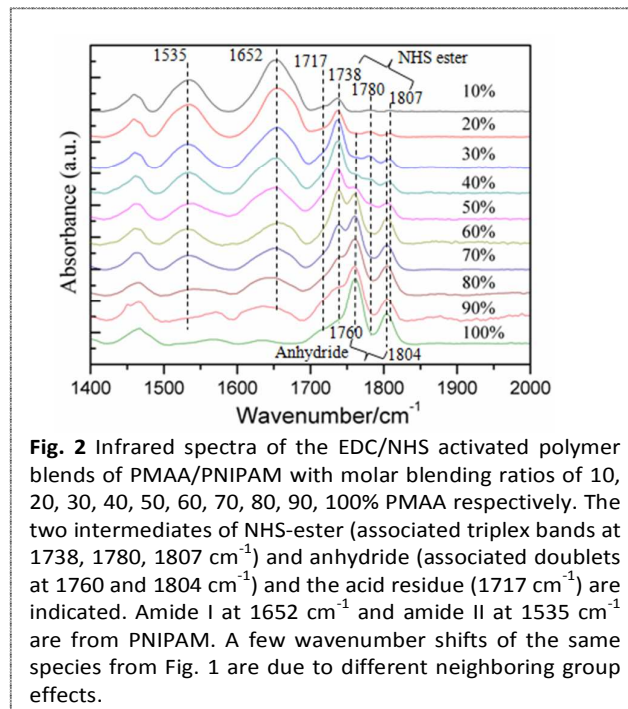 1535
1652
1717
1738
NHS ester
1780
1807
10%
20%
30%
40%
50%
60%
70%
80%
90%
100%
Absorbance (a.u.)
1760
Anhydride
1804
1400 1500 1600 1700 1800 1900 2000
Wavenumber/cm⁻¹
Fig. 2 Infrared spectra of the EDC/NHS activated polymer
blends of PMAA/PNIPAM with molar blending ratios of 10,
20, 30, 40, 50, 60, 70, 80, 90, 100% PMAA respectively. The
two intermediates of NHS-ester (associated triplex bands at
1738, 1780, 1807 cm⁻¹) and anhydride (associated doublets
at 1760 and 1804 cm⁻¹) and the acid residue (1717 cm⁻¹) are
indicated. Amide I at 1652 cm⁻¹ and amide II at 1535 cm⁻¹
are from PNIPAM. A few wavenumber shifts of the same
species from Fig. 1 are due to different neighboring group
effects.